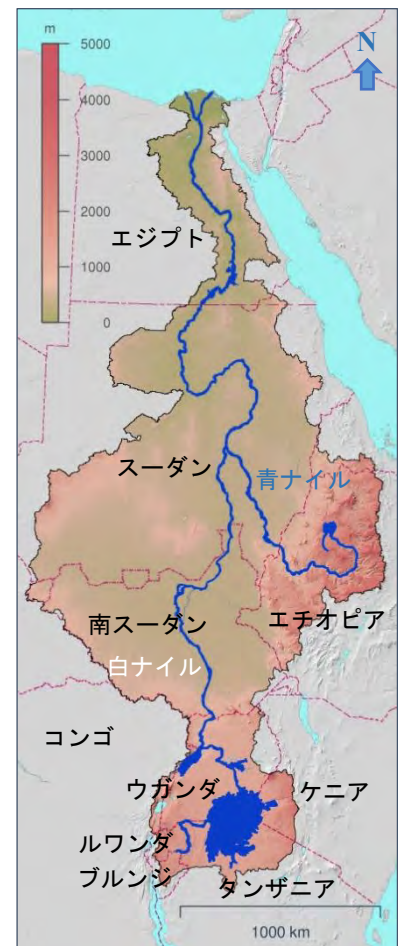 m
5000
4000
3000
2000
1000
0
N
エジプト
スーダン
青ナイル
エチオピア
南スーダン
白ナイル
コンゴ
ウガンダ
ケニア
ルワンダ
ブルンジ
タンザニア
1000 km